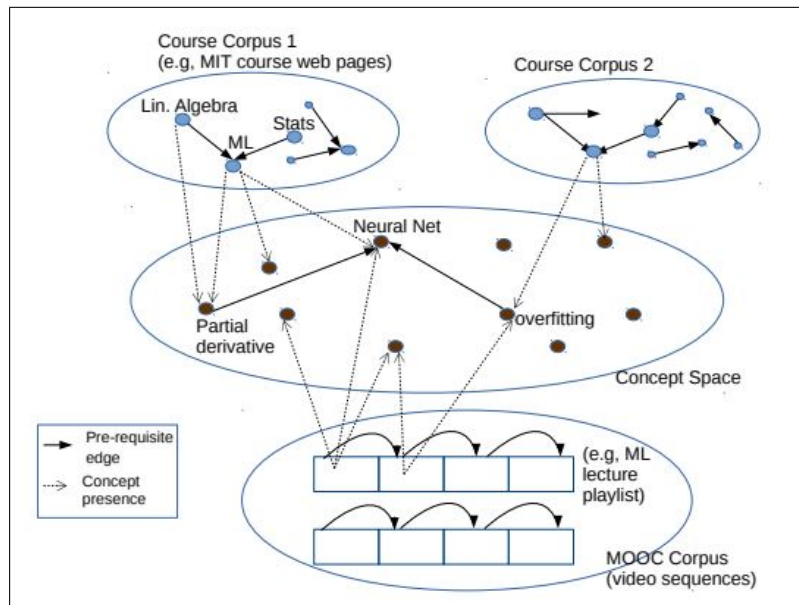 Course Corpus 1
(e.g, MIT course web pages)
Course Corpus 2
Lin. Algebra
Stats
ML
Neural Net
Partial
derivative
overfitting
Concept Space
Pre-requisite
edge
Concept
presence
(e.g, ML
lecture
playlist)
MOOC Corpus
(video sequences)